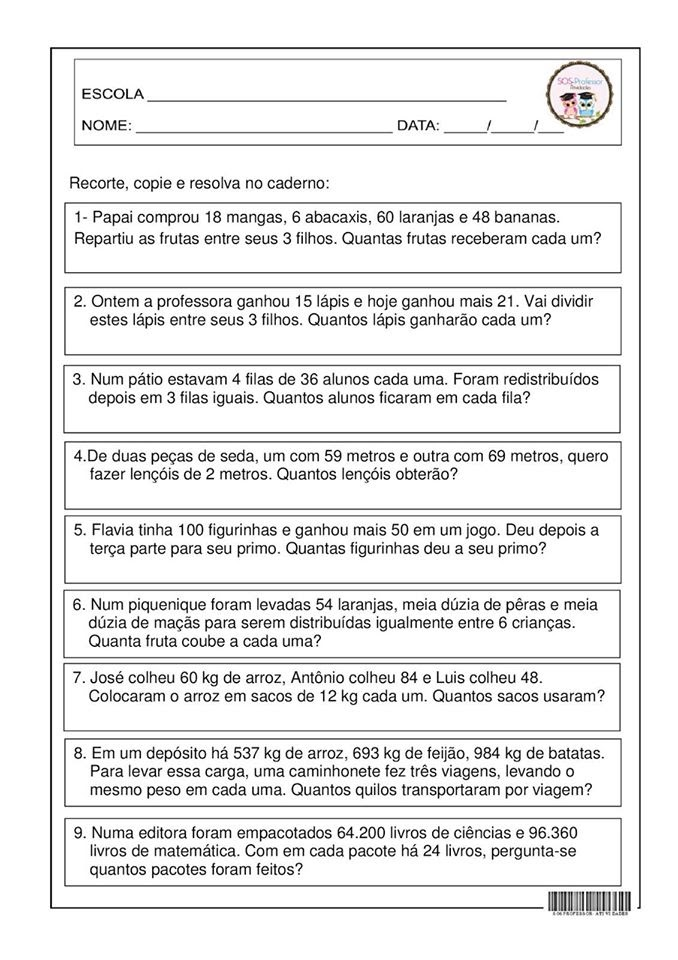 SOS-Professor
Atividades
ESCOLA ________________________________________
NOME: _____________________________ DATA: _____/_____/___
Recorte, copie e resolva no caderno:
1- Papai comprou 18 mangas, 6 abacaxis, 60 laranjas e 48 bananas.
Repartiu as frutas entre seus 3 filhos. Quantas frutas receberam cada um?
2. Ontem a professora ganhou 15 lápis e hoje ganhou mais 21. Vai dividir
estes lápis entre seus 3 filhos. Quantos lápis ganharão cada um?
3. Num pátio estavam 4 filas de 36 alunos cada uma. Foram redistribuídos
depois em 3 filas iguais. Quantos alunos ficaram em cada fila?
4.De duas peças de seda, um com 59 metros e outra com 69 metros, quero
fazer lençóis de 2 metros. Quantos lençóis obterão?
5. Flavia tinha 100 figurinhas e ganhou mais 50 em um jogo. Deu depois a
terça parte para seu primo. Quantas figurinhas deu a seu primo?
6. Num piquenique foram levadas 54 laranjas, meia dúzia de pêras e meia
dúzia de maçãs para serem distribuídas igualmente entre 6 crianças.
Quanta fruta coube a cada uma?
7. José colheu 60 kg de arroz, Antônio colheu 84 e Luis colheu 48.
Colocaram o arroz em sacos de 12 kg cada um. Quantos sacos usaram?
8. Em um depósito há 537 kg de arroz, 693 kg de feijão, 984 kg de batatas.
Para levar essa carga, uma caminhonete fez três viagens, levando o
mesmo peso em cada uma. Quantos quilos transportaram por viagem?
9. Numa editora foram empacotados 64.200 livros de ciências e 96.360
livros de matemática. Com em cada pacote há 24 livros, pergunta-se
quantos pacotes foram feitos?
PROFESSOR ATIVIDADES